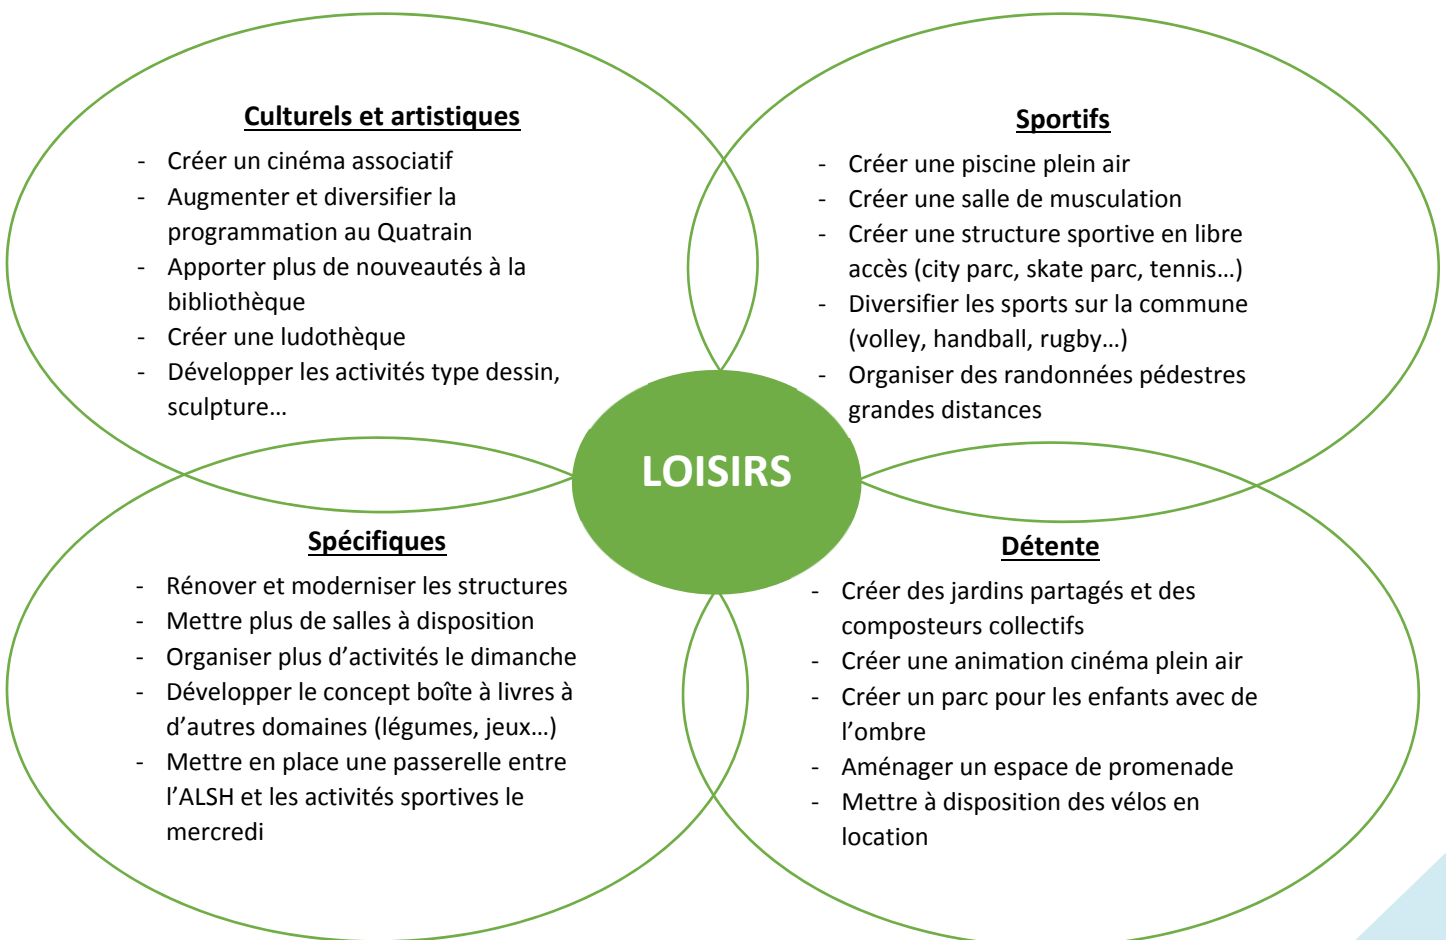 Culturels et artistiques
- Créer un cinéma associatif
- Augmenter et diversifier la
programmation au Quatrain
- Apporter plus de nouveautés à la
bibliothèque
- Créer une ludothèque
- Développer les activités type dessin,
sculpture…
Sportifs
- Créer une piscine plein air
- Créer une salle de musculation
- Créer une structure sportive en libre
accès (city parc, skate parc, tennis…)
- Diversifier les sports sur la commune
(volley, handball, rugby…)
- Organiser des randonnées pédestres
grandes distances
LOISIRS
Spécifiques
- Rénover et moderniser les structures
- Mettre plus de salles à disposition
- Organiser plus d’activités le dimanche
- Développer le concept boîte à livres à
d’autres domaines (légumes, jeux…)
- Mettre en place une passerelle entre
l’ALSH et les activités sportives le
mercredi
Détente
- Créer des jardins partagés et des
composteurs collectifs
- Créer une animation cinéma plein air
- Créer un parc pour les enfants avec de
l’ombre
- Aménager un espace de promenade
- Mettre à disposition des vélos en
location